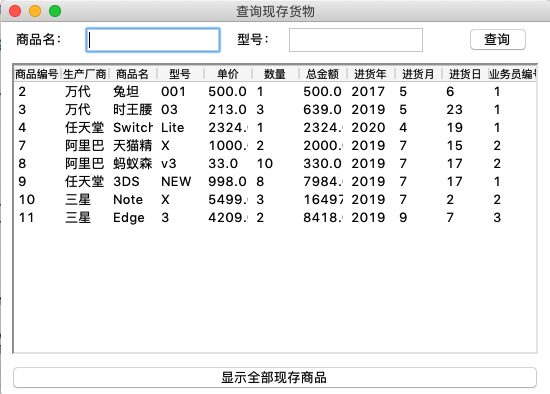 查询现存货物
商品名： 型号： 查询
商品编号 生产厂商 商品名 型号 单价 数量 总金额 进货年 进货月 进货日 业务员编号
2 万代 兔坦 001 500.0 1 500.0 2017 5 6 1
3 万代 时王腰 03 213.0 3 639.0 2019 5 23 1
4 任天堂 Switch Lite 2324.0 1 2324.0 2020 4 19 1
7 阿里巴 天猫精 X 1000.0 2 2000.0 2019 7 15 2
8 阿里巴 蚂蚁森 v3 33.0 10 330.0 2019 7 17 2
9 任天堂 3DS NEW 998.0 8 7984.0 2019 7 17 1
10 三星 Note X 5499.0 3 16497 2019 7 2 2
11 三星 Edge 3 4209.0 2 8418.0 2019 9 7 3
显示全部现存商品